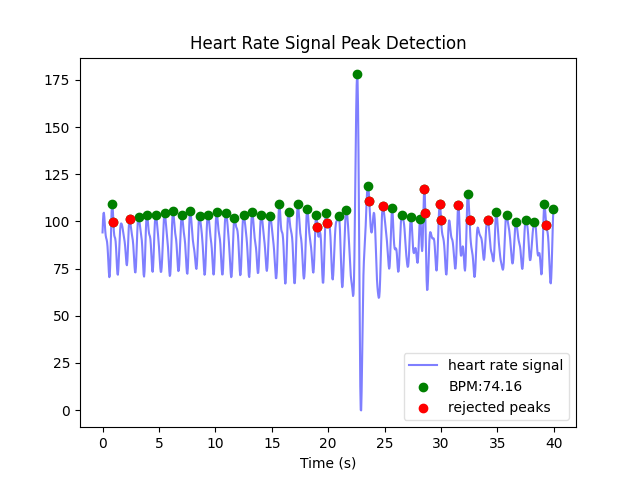 Heart Rate Signal Peak Detection
175
150
125
100
75
50
25
0
heart rate signal
BPM:74.16
rejected peaks
0 5 10 15 20 25 30 35 40
Time (s)